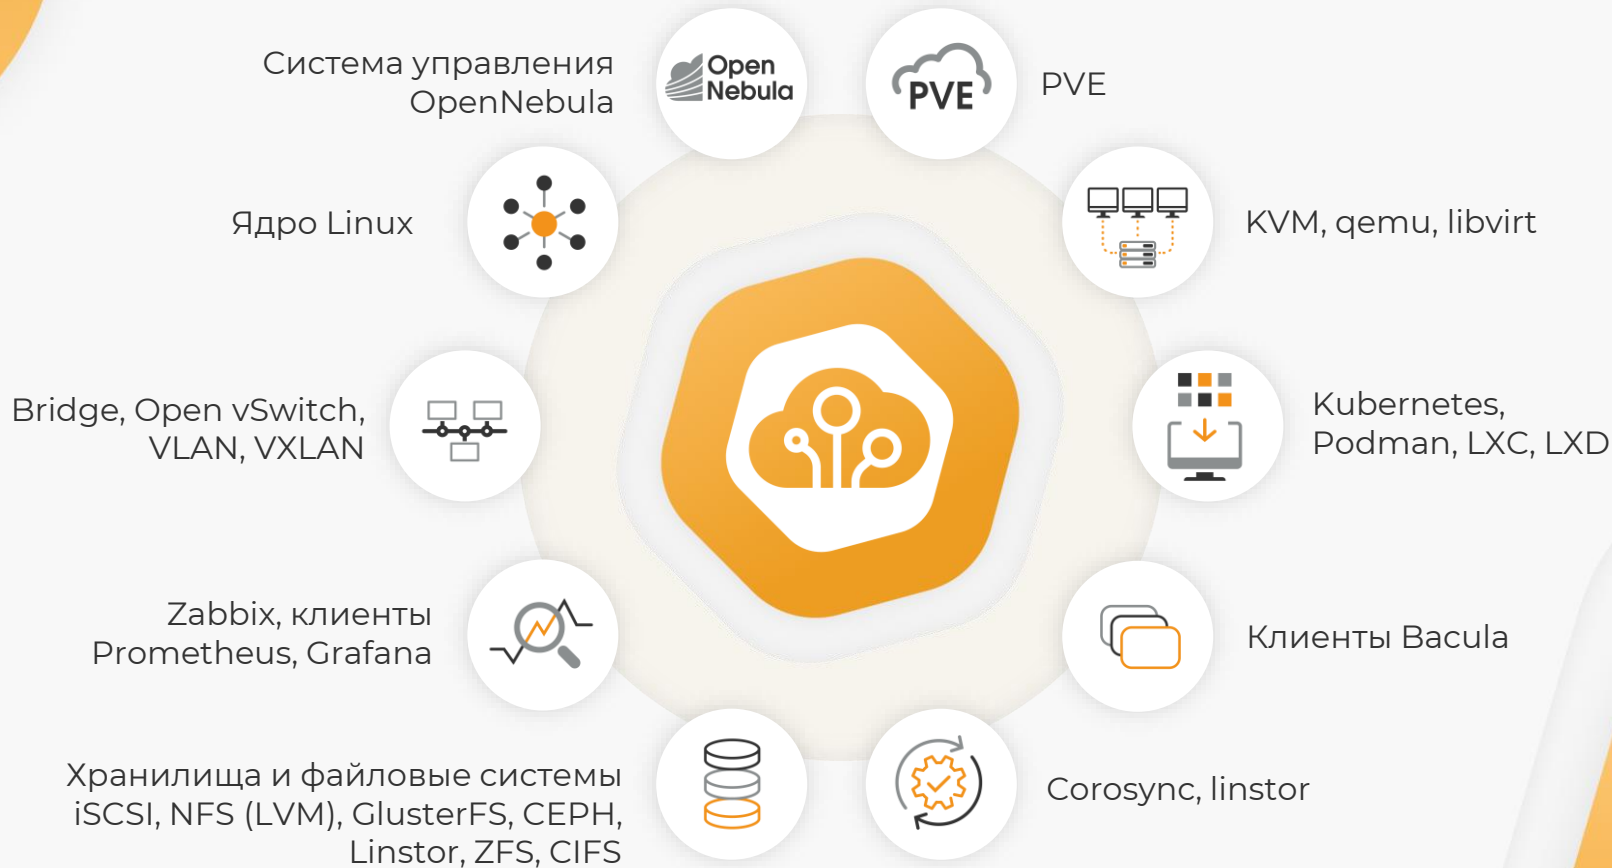 Система управления
OpenNebula
Open
Nebula
PVE
PVE
Ядро Linux
KVM, qemu, libvirt
Bridge, Open vSwitch,
VLAN, VXLAN
Kubernetes,
Podman, LXC, LXD
Zabbix, клиенты
Prometheus, Grafana
Клиенты Bacula
Хранилища и файловые системы
iSCSI, NFS (LVM), GlusterFS, CEPH,
Linstor, ZFS, CIFS
Corosync, linstor